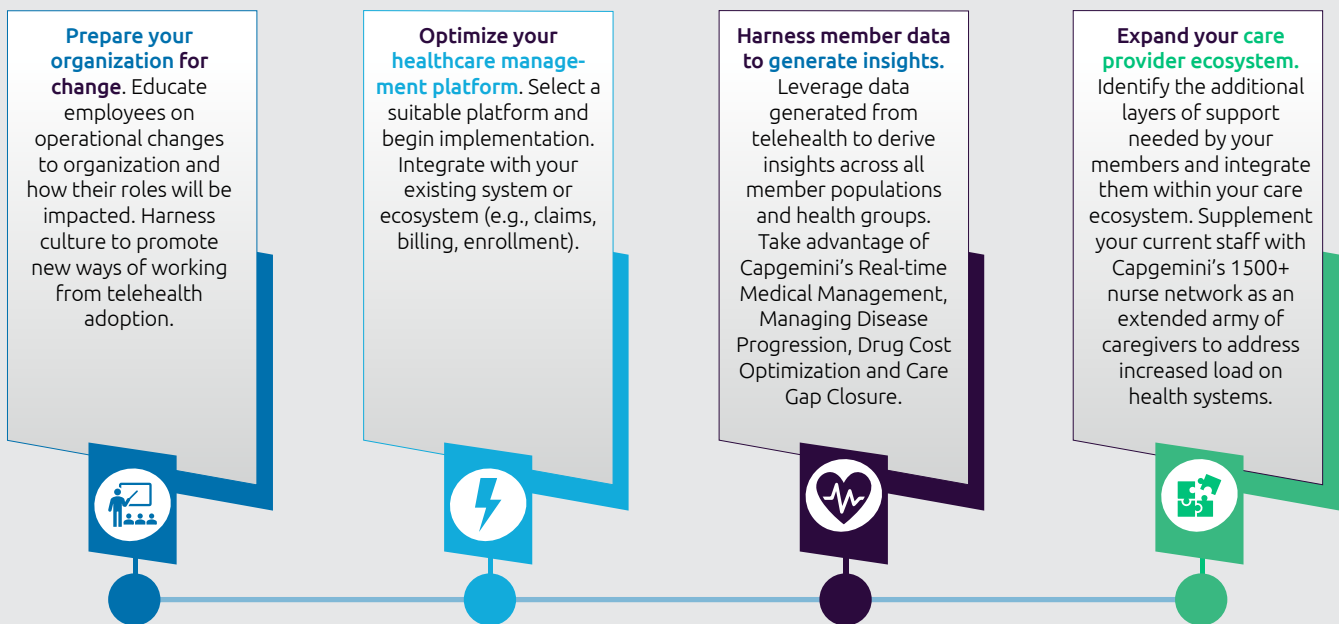 Prepare your
organization for
change. Educate
employees on
operational changes
to organization and
how their roles will be
impacted. Harness
culture to promote
new ways of working
from telehealth
adoption.
Optimize your
healthcare manage-
ment platform. Select a
suitable platform and
begin implementation.
Integrate with your
existing system or
ecosystem (e.g., claims,
billing, enrollment).
Harness member data
to generate insights.
Leverage data
generated from
telehealth to derive
insights across all
member populations
and health groups.
Take advantage of
Capgemini's Real-time
Medical Management,
Managing Disease
Progression, Drug Cost
Optimization and Care
Gap Closure.
Expand your care
provider ecosystem.
Identify the additional
layers of support
needed by your
members and integrate
them within your care
ecosystem. Supplement
your current staff with
Capgemini's 1500+
nurse network as an
extended army of
caregivers to address
increased load on
health systems.